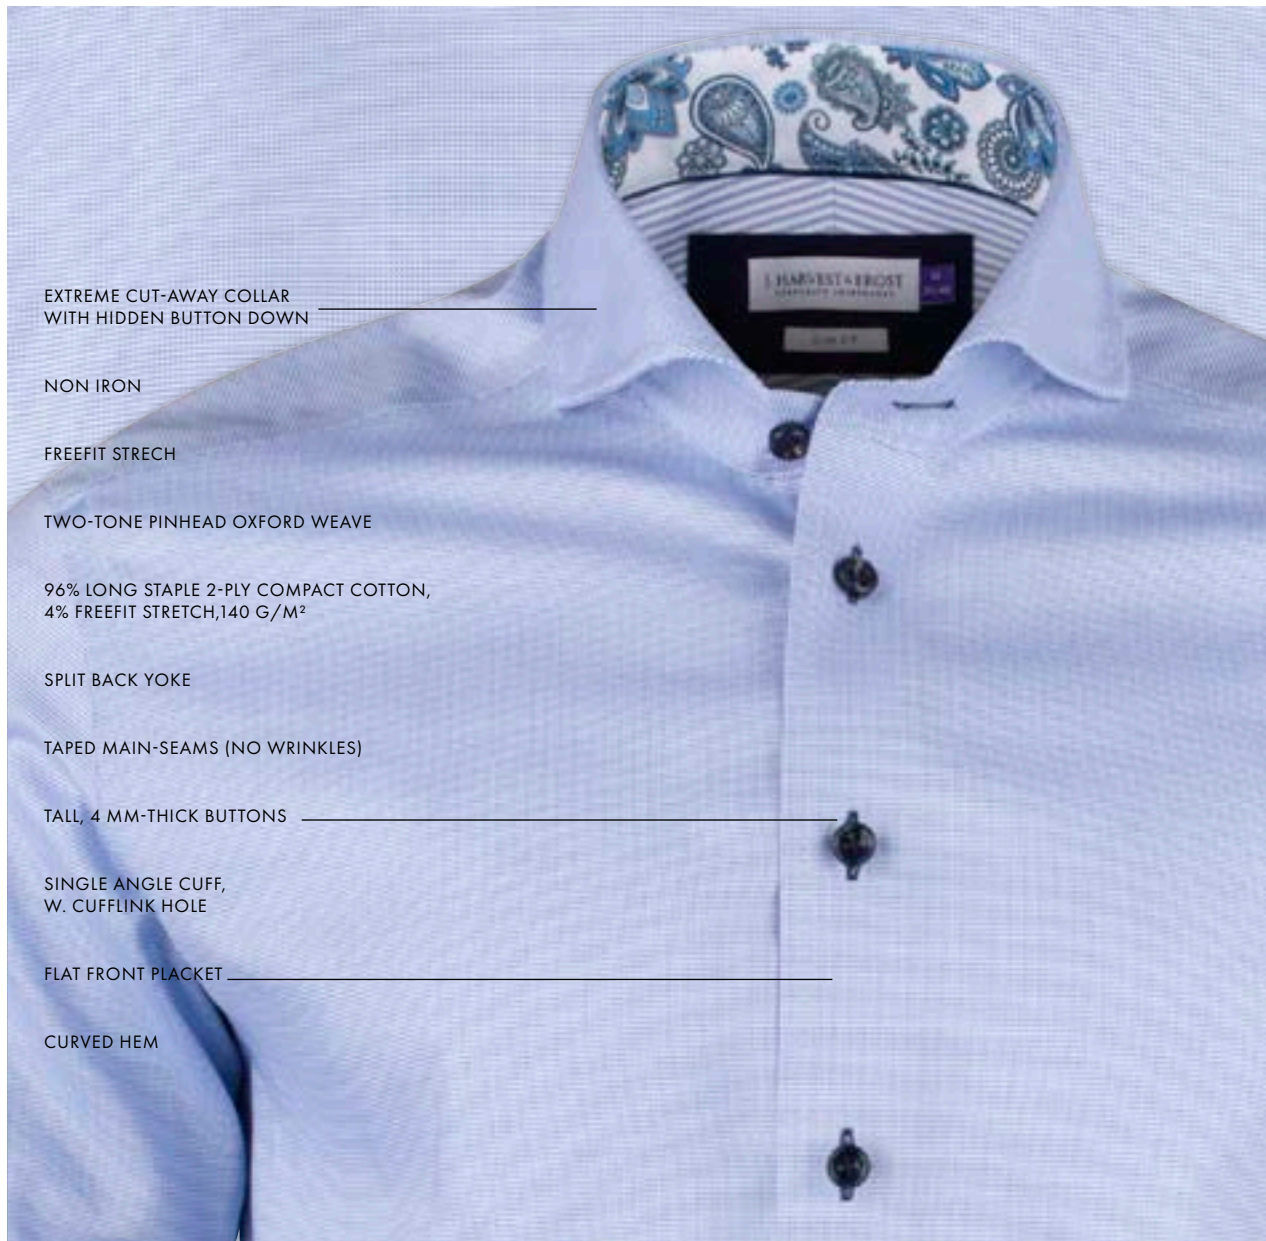 J. HARVEST & FROST
EXTREME CUT-AWAY COLLAR
WITH HIDDEN BUTTON DOWN
NON IRON
FREEFIT STRECH
TWO-TONE PINHEAD OXFORD WEAVE
96% LONG STAPLE 2-PLY COMPACT COTTON,
4% FREEFIT STRETCH,140 G/M²
SPLIT BACK YOKE
TAPED MAIN-SEAMS (NO WRINKLES)
TALL, 4 MM-THICK BUTTONS
SINGLE ANGLE CUFF,
W. CUFFLINK HOLE
FLAT FRONT PLACKET
CURVED HEM